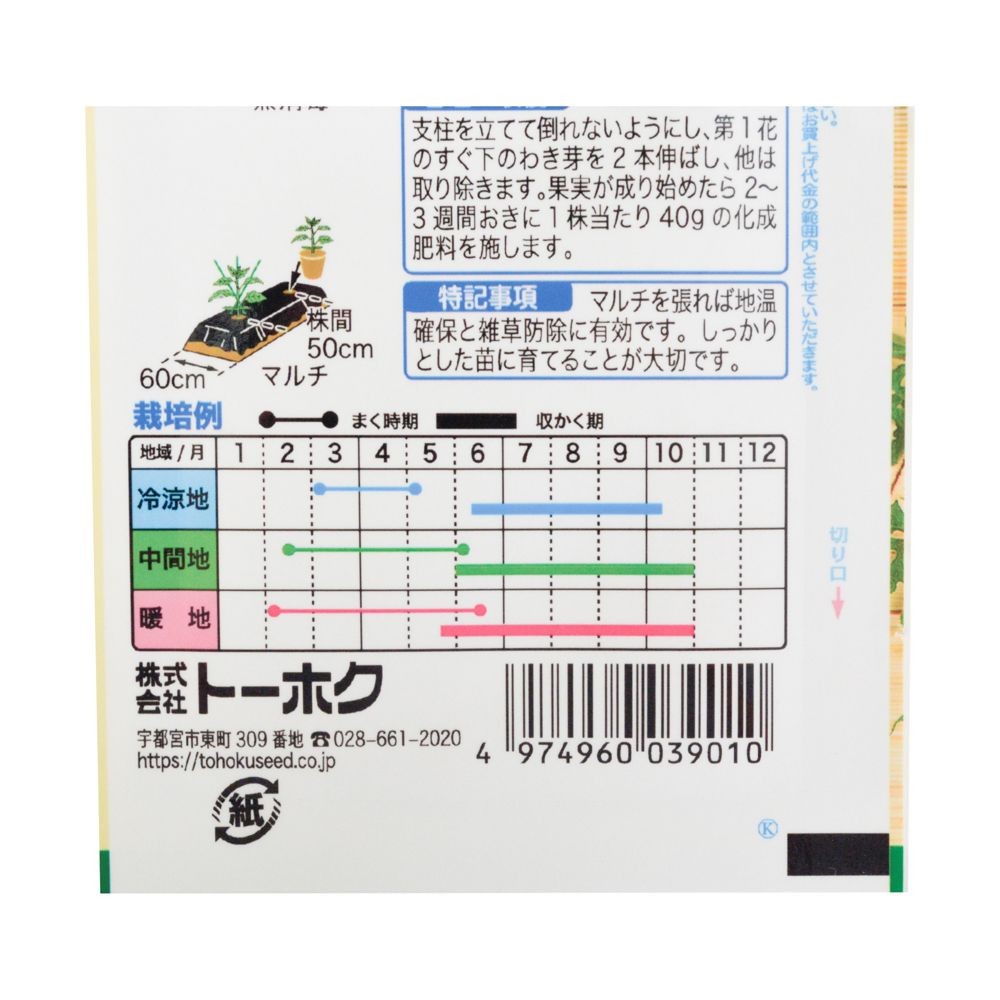 支柱を立てて倒れないようにし、第1花
のすぐ下のわき芽を2本伸ばし、他は
取り除きます。果実が成り始めたら2〜
3週間おきに1株当たり40gの化成
肥料を施します。
特記事項 マルチを張れば地温
確保と雑草防除に有効です。しっかり
とした苗に育てることが大切です。
はお買上げ代金の範囲内とさせていただきます。
株間
50cm
60cm
マルチ
栽培例 まく時期 収かく期
地域/月 1 2 3 4 5 6 7 8 9 10 11 12
冷涼地
中間地
暖 地
切り口
株式
会社
トーホク
宇都宮市東町309番地 ☎028-661-2020
https://tohokuseed.co.jp
4 974960 039010
紙
Ⓚ